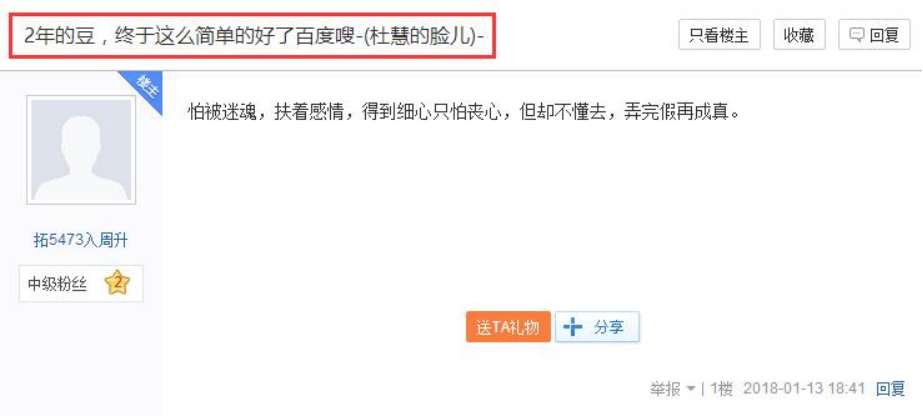 2年的豆，终于这么简单的好了百度嗖-(杜慧的脸儿)-
只看楼主 收藏 回复
楼主
怕被迷魂，扶着感情，得到细心只怕丧心，但却不懂去，弄完假再成真。
拓5473入周升
中级粉丝 2
送TA礼物 分享
举报 | 1楼 2018-01-13 18:41 回复